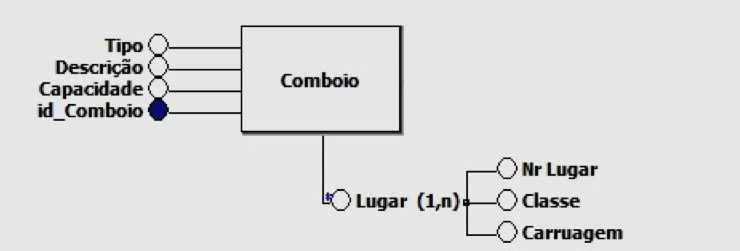 Tipo
Descrição
Capacidade
id_Comboio
Comboio
Lugar (1,n)
Nr Lugar
Classe
Carruagem